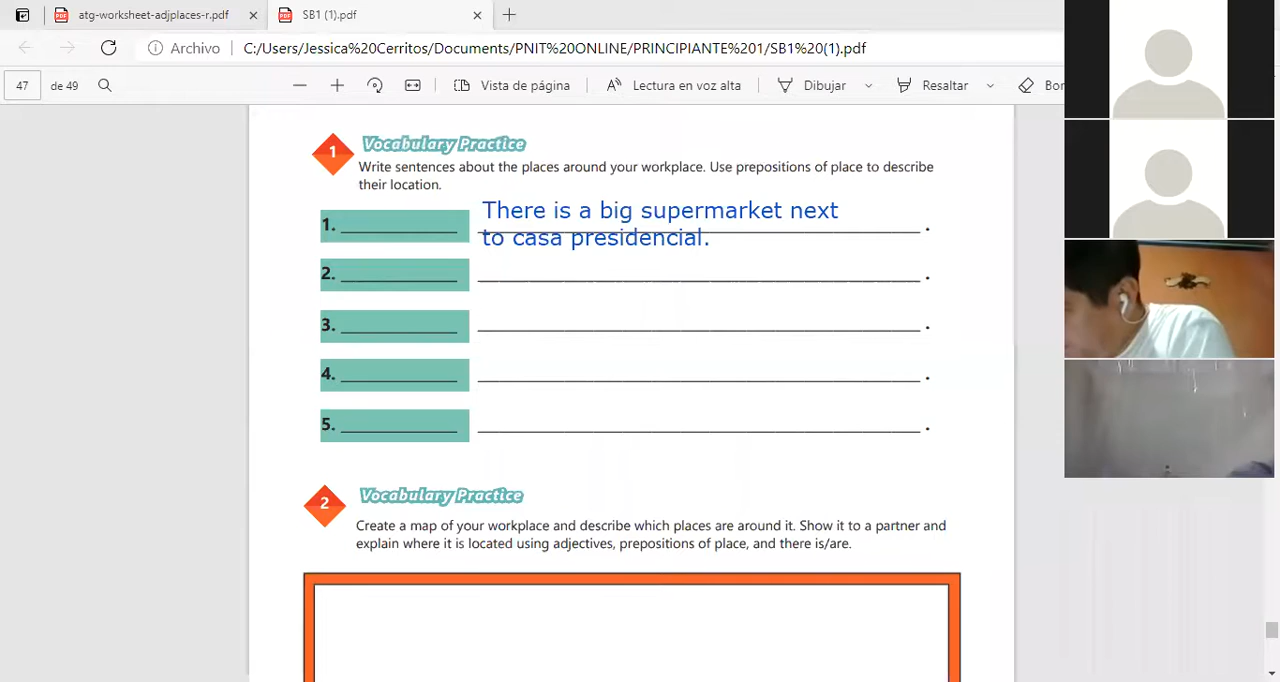 atg-worksheet-adjplaces-r.pdf
SB1 (1).pdf
Archivo
C:/Users/Jessica%20Cerritos/Documents/PNIT%20ONLINE/PRINCIPIANTE%201/SB1%20(1).pdf
47 de 49
Vista de página
Lectura en voz alta
Dibujar
Resaltar
Bor
1 Vocabulary Practice
Write sentences about the places around your workplace. Use prepositions of place to describe
their location.
1. There is a big supermarket next
to casa presidencial.
2.
3.
4.
5.
2 Vocabulary Practice
Create a map of your workplace and describe which places are around it. Show it to a partner and
explain where it is located using adjectives, prepositions of place, and there is/are.